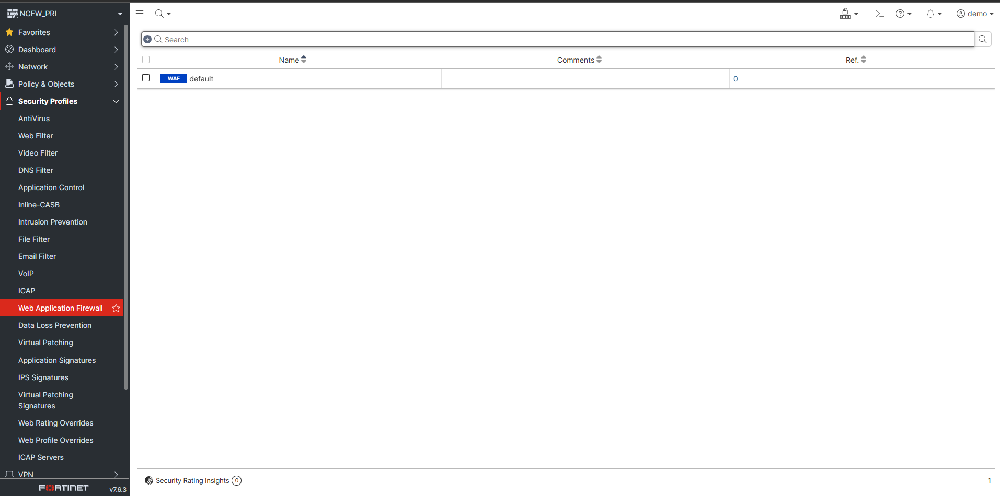 NGFW_PRI
demo
Favorites
Dashboard
Network
Policy & Objects
Security Profiles
AntiVirus
Web Filter
Video Filter
DNS Filter
Application Control
Inline-CASB
Intrusion Prevention
File Filter
Email Filter
VoIP
ICAP
Web Application Firewall
Data Loss Prevention
Virtual Patching
Application Signatures
IPS Signatures
Virtual Patching
Signatures
Web Rating Overrides
Web Profile Overrides
ICAP Servers
VPN
FORTINET v7.6.3
Search
Name Comments Ref.
WAF default 0
Security Rating Insights 0 1